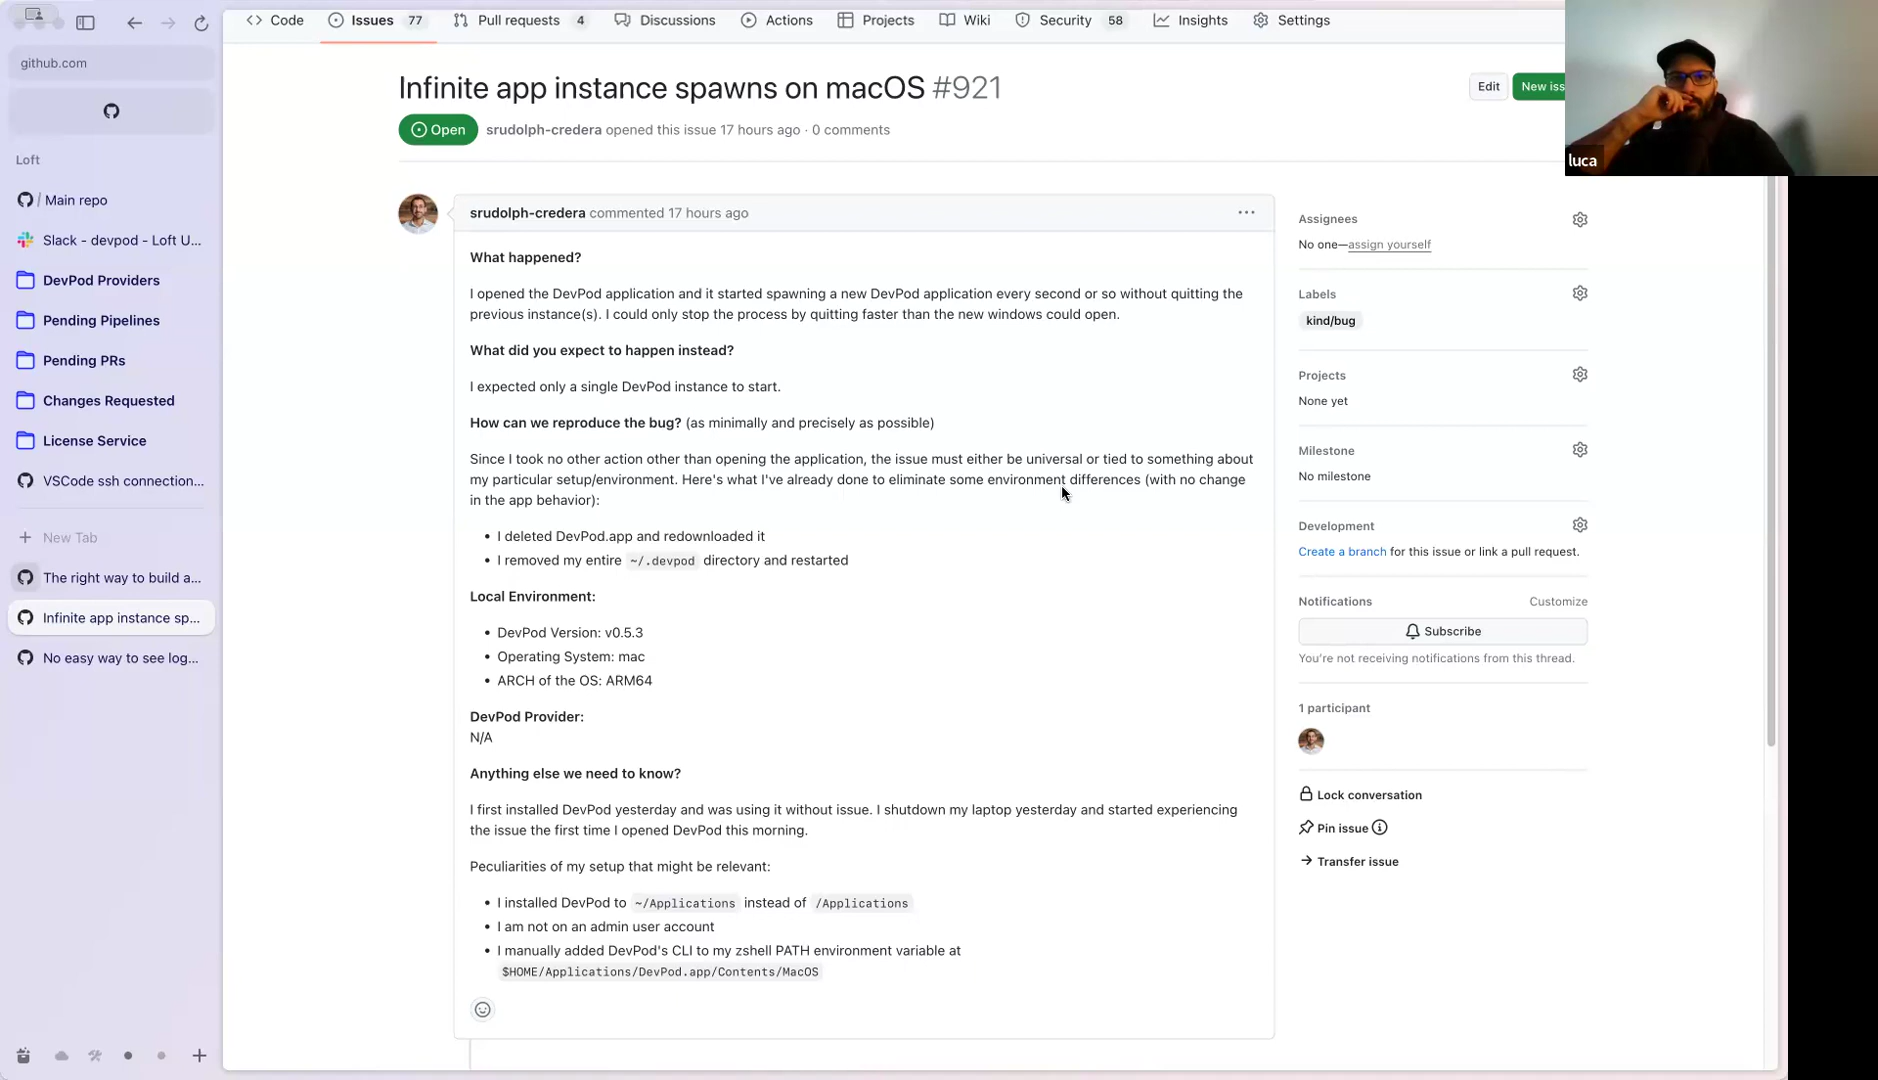 github.com
Loft
/ Main repo
Slack - devpod - Loft U...
DevPod Providers
Pending Pipelines
Pending PRs
Changes Requested
License Service
VSCode ssh connection...
New Tab
The right way to build a...
Infinite app instance sp...
No easy way to see log...
Code
Issues 77
Pull requests 4
Discussions
Actions
Projects
Wiki
Security 58
Insights
Settings
Infinite app instance spawns on macOS #921
Edit
New iss
Open
srudolph-credera opened this issue 17 hours ago · 0 comments
srudolph-credera commented 17 hours ago
What happened?
I opened the DevPod application and it started spawning a new DevPod application every second or so without quitting the
previous instance(s). I could only stop the process by quitting faster than the new windows could open.
What did you expect to happen instead?
I expected only a single DevPod instance to start.
How can we reproduce the bug? (as minimally and precisely as possible)
Since I took no other action other than opening the application, the issue must either be universal or tied to something about
my particular setup/environment. Here's what I've already done to eliminate some environment differences (with no change
in the app behavior):
• I deleted DevPod.app and redownloaded it
• I removed my entire ~/.devpod directory and restarted
Local Environment:
• DevPod Version: v0.5.3
• Operating System: mac
• ARCH of the OS: ARM64
DevPod Provider:
N/A
Anything else we need to know?
I first installed DevPod yesterday and was using it without issue. I shutdown my laptop yesterday and started experiencing
the issue the first time I opened DevPod this morning.
Peculiarities of my setup that might be relevant:
• I installed DevPod to ~/Applications instead of /Applications
• I am not on an admin user account
• I manually added DevPod's CLI to my zshell PATH environment variable at
$HOME/Applications/DevPod.app/Contents/MacOS
Assignees
No one—assign yourself
Labels
kind/bug
Projects
None yet
Milestone
No milestone
Development
Create a branch for this issue or link a pull request.
Notifications
Customize
Subscribe
You're not receiving notifications from this thread.
1 participant
Lock conversation
Pin issue
Transfer issue
luca